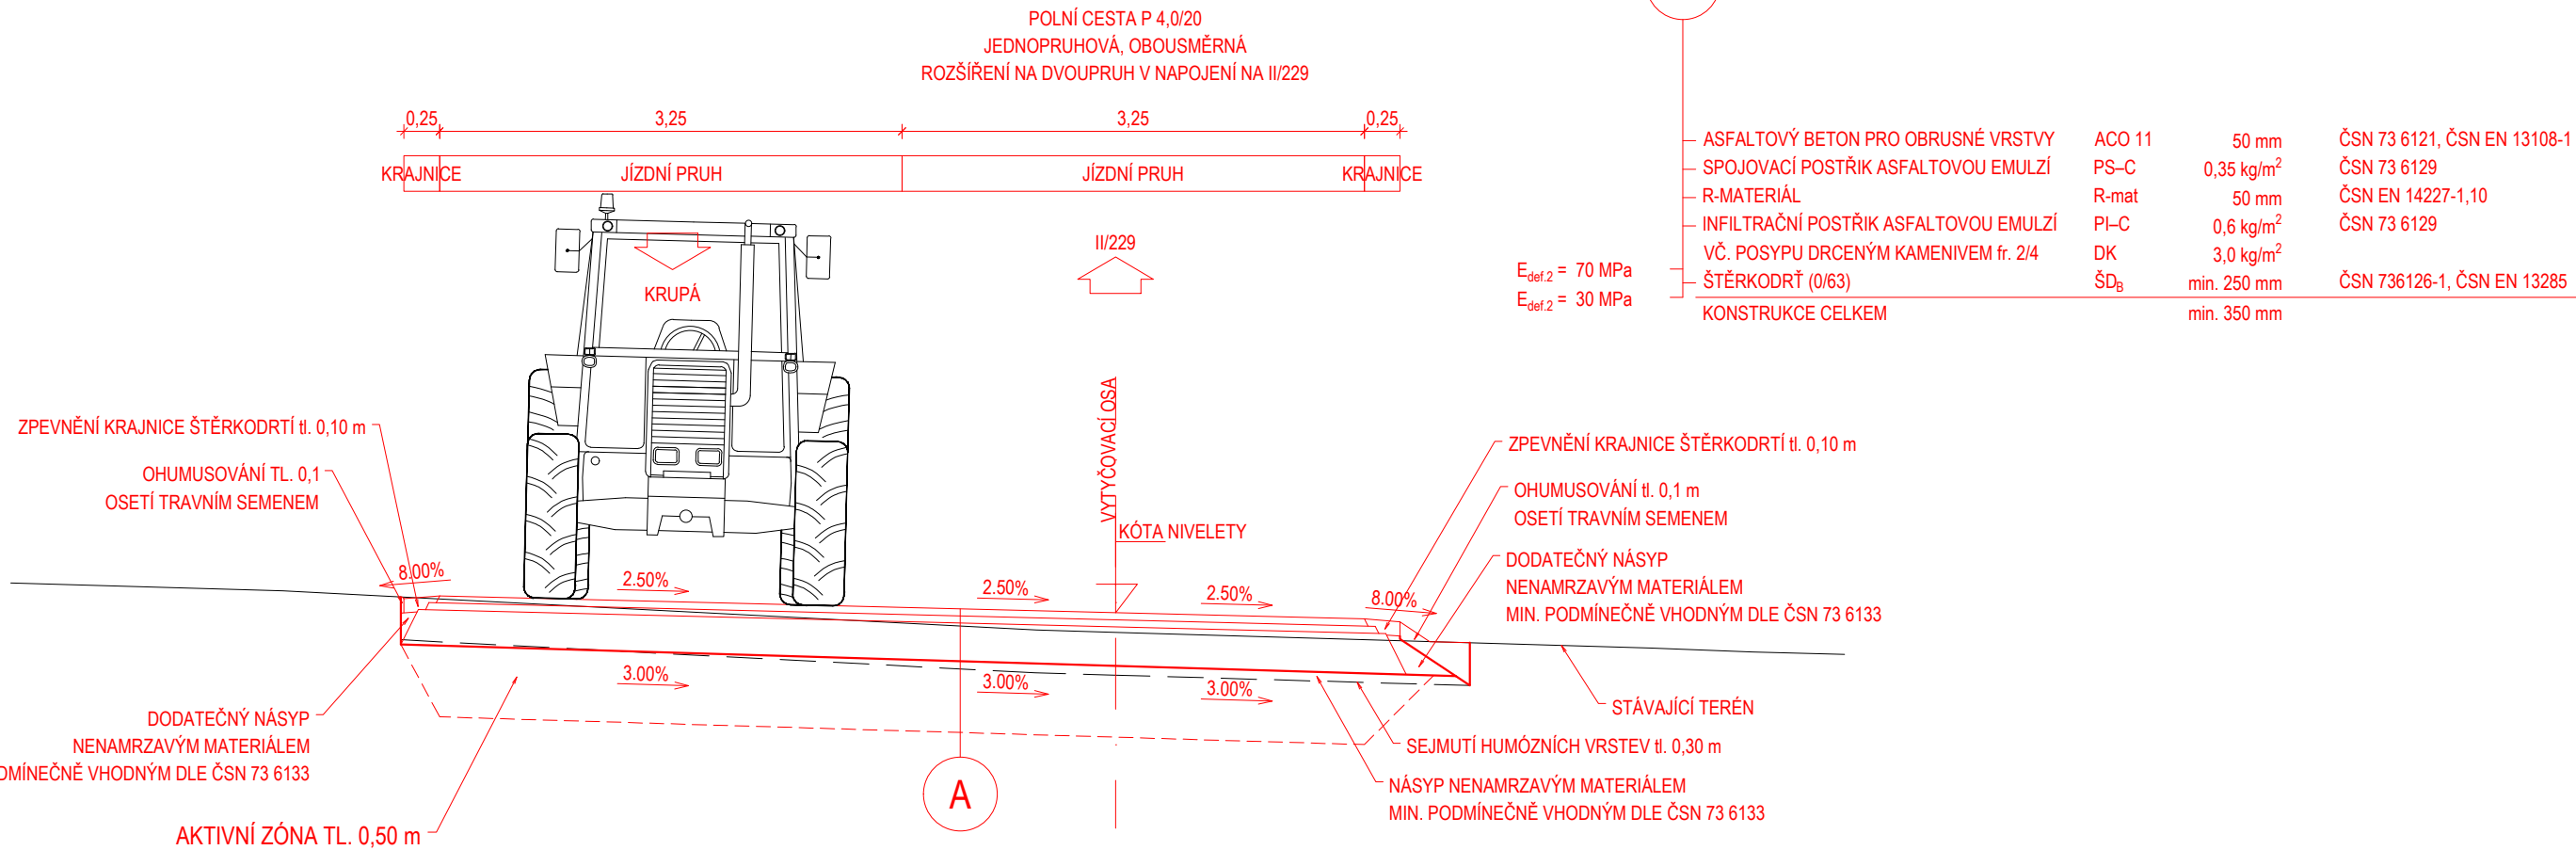 POLNÍ CESTA P 4,0/20
JEDNOPRUHOVÁ, OBOUSMĚRNÁ
ROZŠÍŘENÍ NA DVOUPRUH V NAPOJENÍ NA II/229
0,25 3,25 3,25 0,25
KRAJNICE JÍZDNÍ PRUH JÍZDNÍ PRUH KRAJNICE
ASFALTOVÝ BETON PRO OBRUSNÉ VRSTVY ACO 11 50 mm ČSN 73 6121, ČSN EN 13108-1
SPOJOVACÍ POSTŘIK ASFALTOVOU EMULZÍ PS–C 0,35 kg/m² ČSN 73 6129
R-MATERIÁL R-mat 50 mm ČSN EN 14227-1,10
INFILTRAČNÍ POSTŘIK ASFALTOVOU EMULZÍ PI–C 0,6 kg/m² ČSN 73 6129
VČ. POSYPU DRCENÝM KAMENIVEM fr. 2/4 DK 3,0 kg/m²
E def.2 = 70 MPa
ŠTĚRKODRŤ (0/63) ŠD B min. 250 mm ČSN 736126-1, ČSN EN 13285
E def.2 = 30 MPa
KONSTRUKCE CELKEM min. 350 mm
KRUPÁ
II/229
VYTYČOVACÍ OSA
KÓTA NIVELETY
ZPEVNĚNÍ KRAJNICE ŠTĚRKODRTÍ tl. 0,10 m
OHUMUSOVÁNÍ TL. 0,1
OSETÍ TRAVNÍM SEMENEM
ZPEVNĚNÍ KRAJNICE ŠTĚRKODRTÍ tl. 0,10 m
OHUMUSOVÁNÍ tl. 0,1 m
OSETÍ TRAVNÍM SEMENEM
DODATEČNÝ NÁSYP
NENAMRZAVÝM MATERIÁLEM
MIN. PODMÍNEČNĚ VHODNÝM DLE ČSN 73 6133
8.00% 2.50% 2.50% 2.50% 8.00%
3.00% 3.00% 3.00%
STÁVAJÍCÍ TERÉN
SEJMUTÍ HUMÓZNÍCH VRSTEV tl. 0,30 m
NÁSYP NENAMRZAVÝM MATERIÁLEM
MIN. PODMÍNEČNĚ VHODNÝM DLE ČSN 73 6133
DODATEČNÝ NÁSYP
NENAMRZAVÝM MATERIÁLEM
VHODNÝM DLE ČSN 73 6133
A
AKTIVNÍ ZÓNA TL. 0,50 m